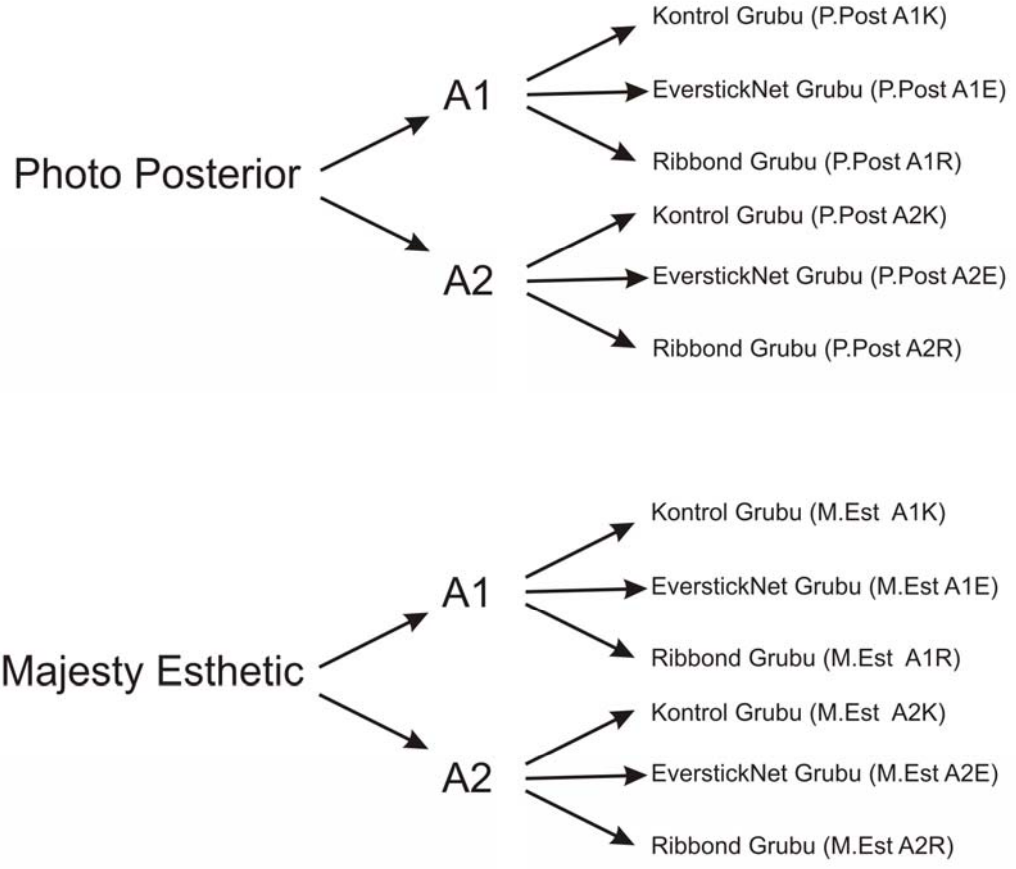 Photo Posterior
A1
Kontrol Grubu (P.Post A1K)
EverstickNet Grubu (P.Post A1E)
Ribbond Grubu (P.Post A1R)
A2
Kontrol Grubu (P.Post A2K)
EverstickNet Grubu (P.Post A2E)
Ribbond Grubu (P.Post A2R)
Majesty Esthetic
A1
Kontrol Grubu (M.Est A1K)
EverstickNet Grubu (M.Est A1E)
Ribbond Grubu (M.Est A1R)
A2
Kontrol Grubu (M.Est A2K)
EverstickNet Grubu (M.Est A2E)
Ribbond Grubu (M.Est A2R)